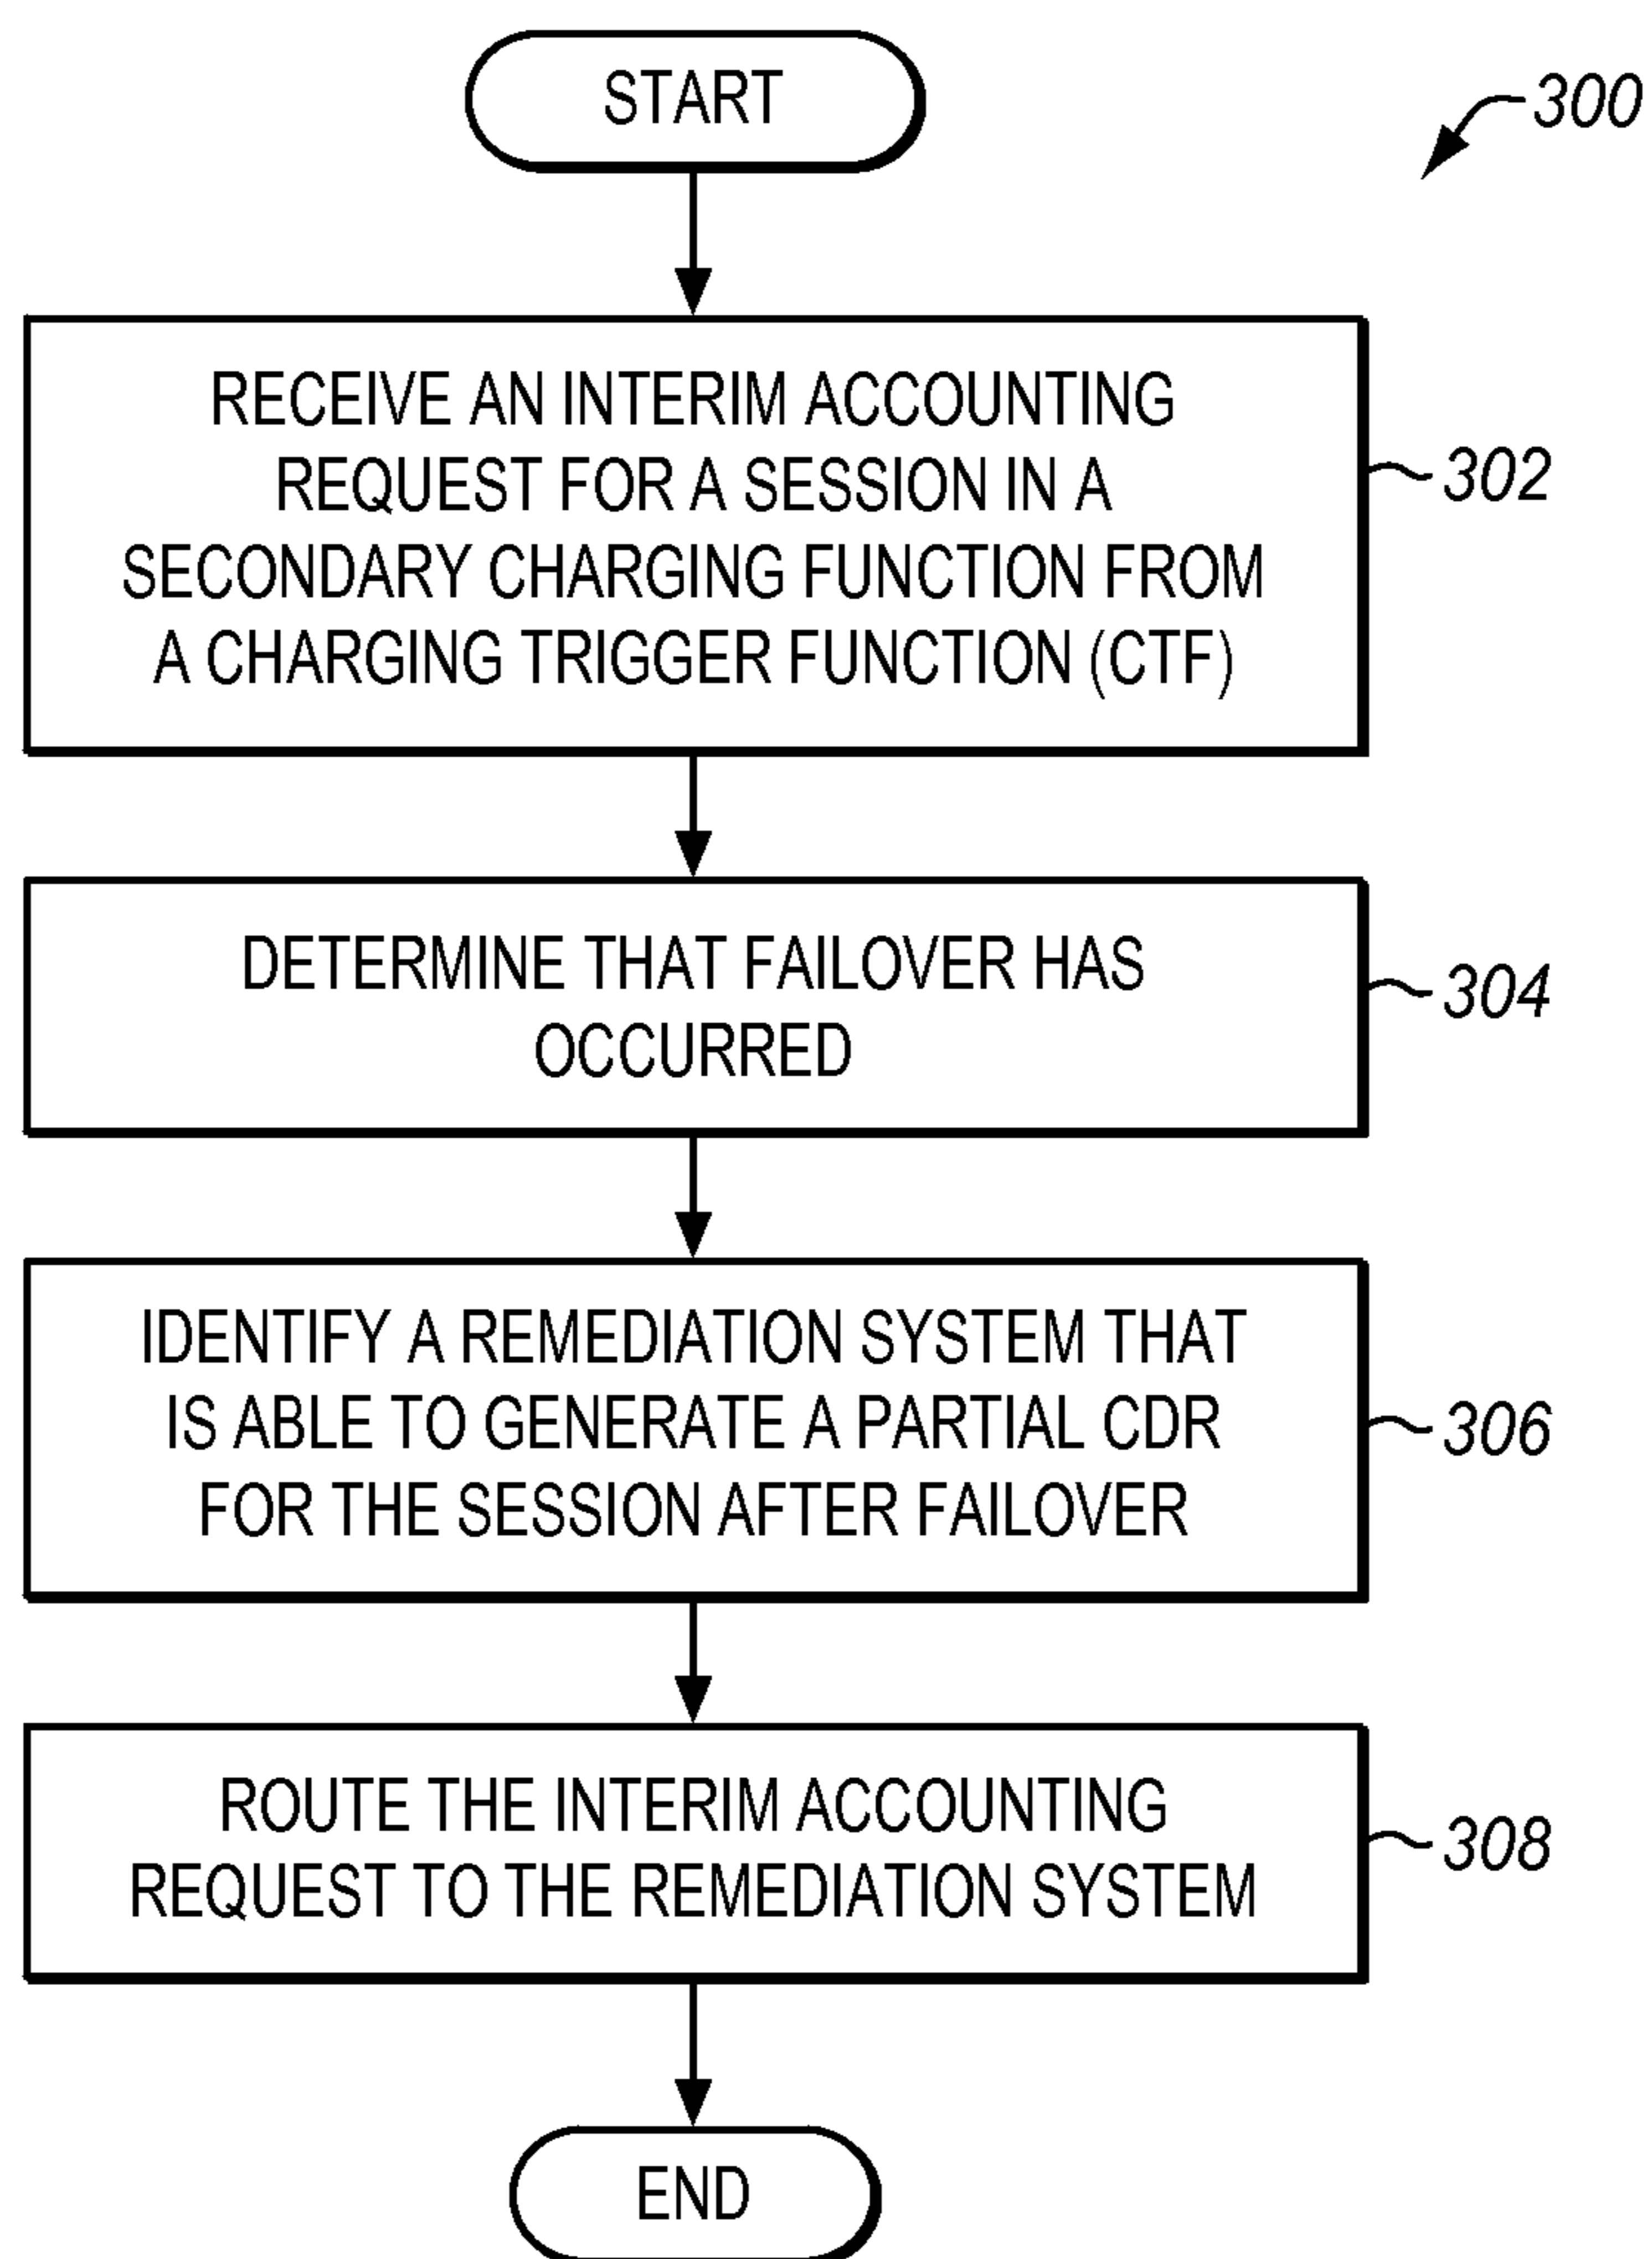 START
300
RECEIVE AN INTERIM ACCOUNTING
REQUEST FOR A SESSION IN A
SECONDARY CHARGING FUNCTION FROM
A CHARGING TRIGGER FUNCTION (CTF)
302
DETERMINE THAT FAILOVER HAS
OCCURRED
304
IDENTIFY A REMEDIATION SYSTEM THAT
IS ABLE TO GENERATE A PARTIAL CDR
FOR THE SESSION AFTER FAILOVER
306
ROUTE THE INTERIM ACCOUNTING
REQUEST TO THE REMEDIATION SYSTEM
308
END